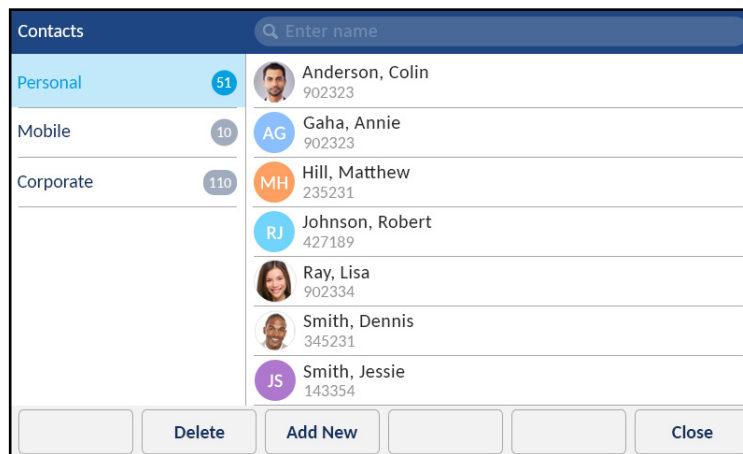 Contacts
Enter name
Personal 51
Mobile 10
Corporate 110
Anderson, Colin
902323
AG
Gaha, Annie
902323
MH
Hill, Matthew
235231
RJ
Johnson, Robert
427189
Ray, Lisa
902334
Smith, Dennis
345231
JS
Smith, Jessie
143354
Delete
Add New
Close